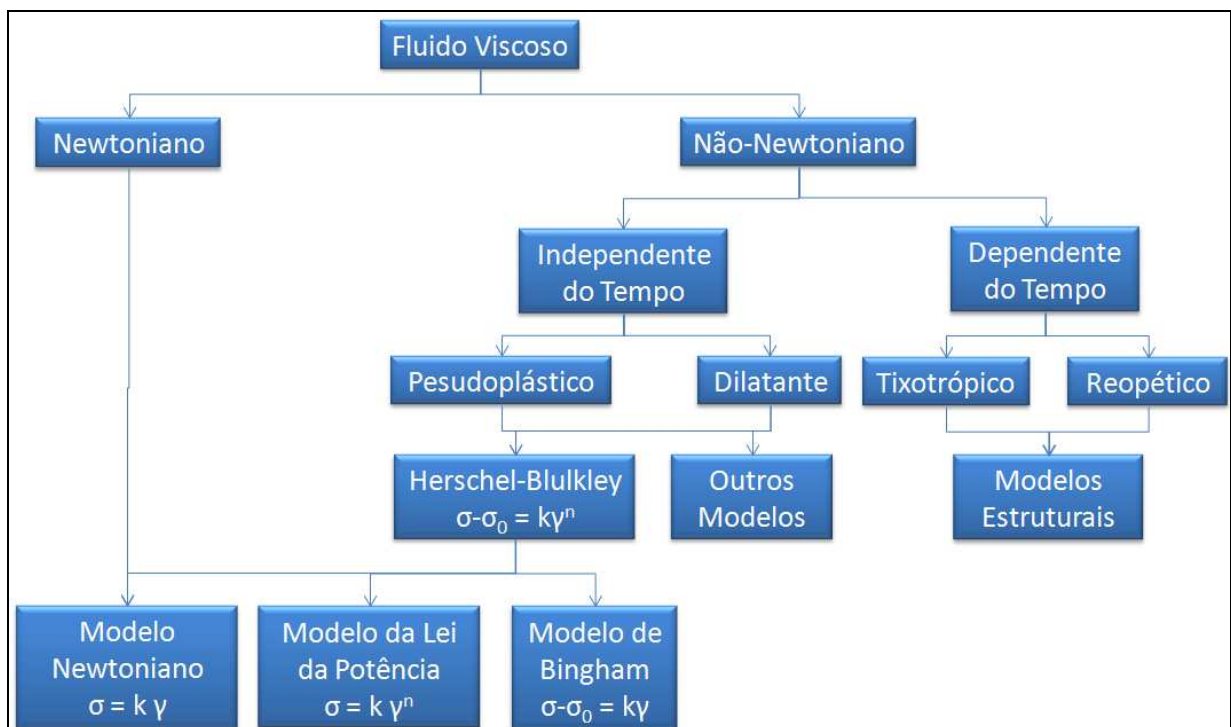 Fluido Viscoso
Newtoniano
Não-Newtoniano
Independente
do Tempo
Dependente
do Tempo
Pesudoplástico
Dilatante
Tixotrópico
Reopético
Herschel-Blulkley
σ-σ₀ = kγⁿ
Outros
Modelos
Modelos
Estruturais
Modelo
Newtoniano
σ = k γ
Modelo da Lei
da Potência
σ = k γⁿ
Modelo de
Bingham
σ-σ₀ = kγ